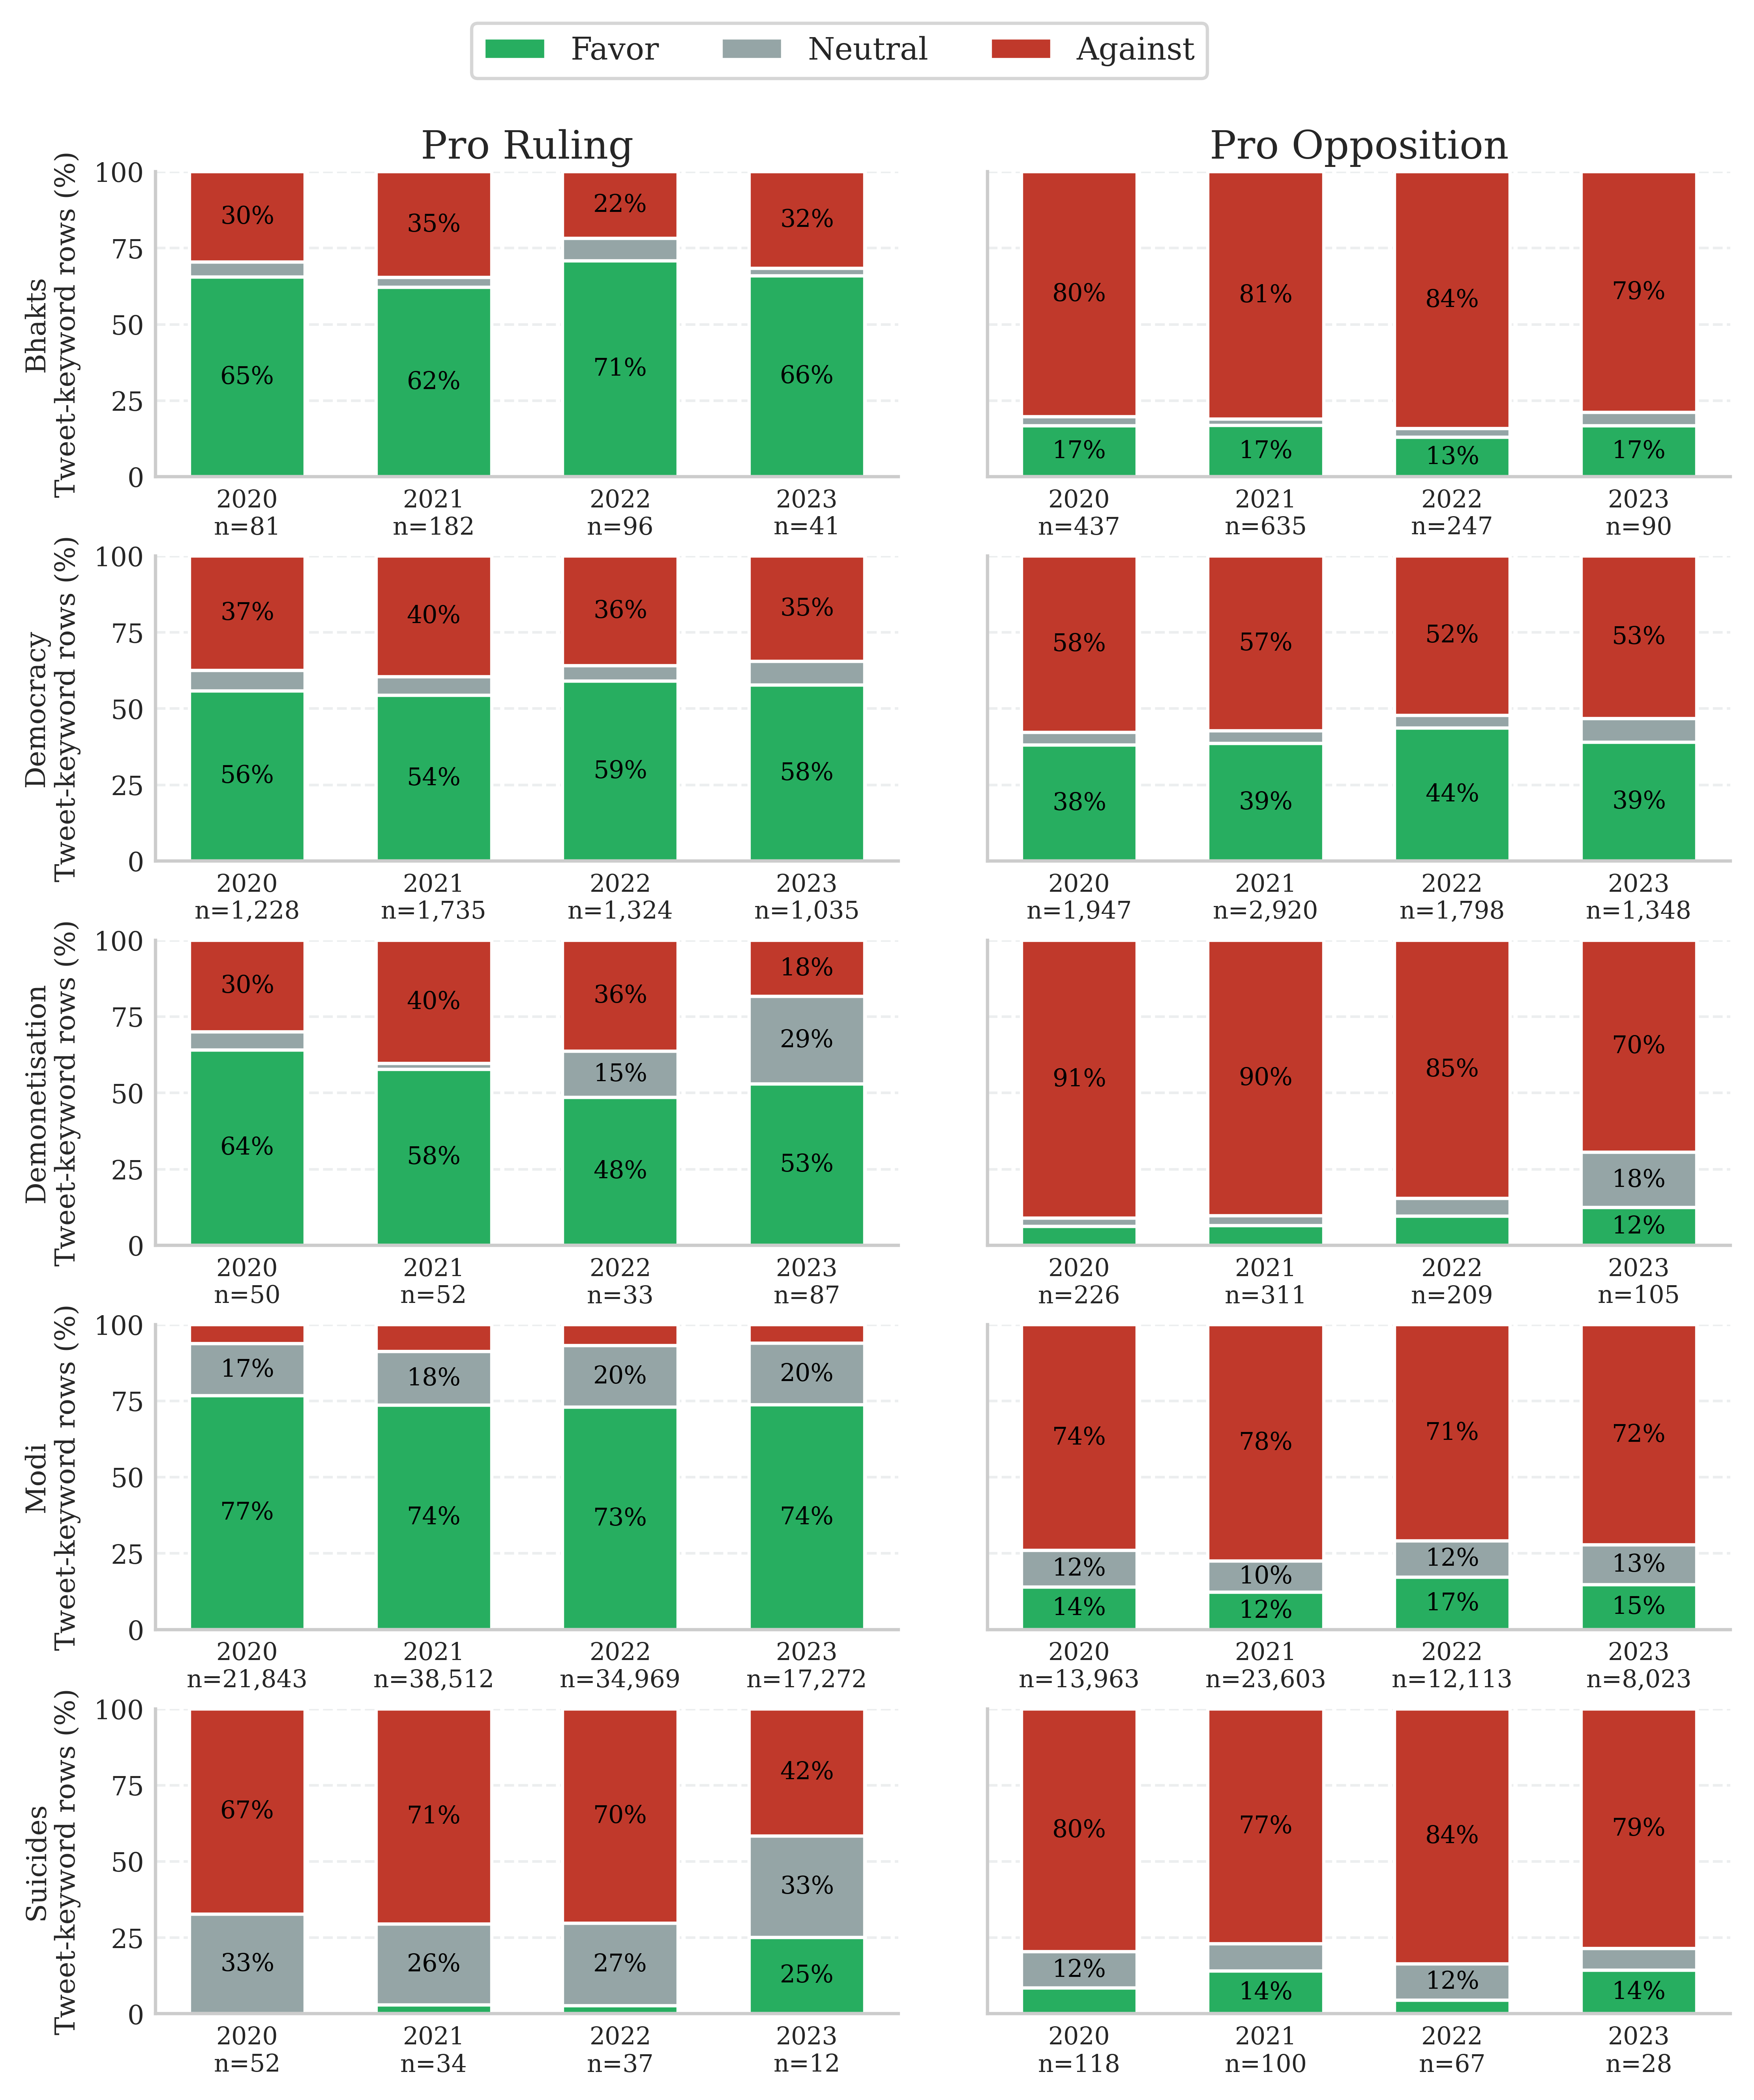 Favor Neutral Against
Pro Ruling Pro Opposition
Bhakts
Tweet-keyword rows (%)
100
75
50
25
0
30% 35% 22% 32%
65% 62% 71% 66%
2020 2021 2022 2023
n=81 n=182 n=96 n=41
80% 81% 84% 79%
17% 17% 13% 17%
2020 2021 2022 2023
n=437 n=635 n=247 n=90
Democracy
Tweet-keyword rows (%)
100
75
50
25
0
37% 40% 36% 35%
56% 54% 59% 58%
2020 2021 2022 2023
n=1,228 n=1,735 n=1,324 n=1,035
58% 57% 52% 53%
38% 39% 44% 39%
2020 2021 2022 2023
n=1,947 n=2,920 n=1,798 n=1,348
Demonetisation
Tweet-keyword rows (%)
100
75
50
25
0
30% 40% 36% 18%
15% 29%
64% 58% 48% 53%
2020 2021 2022 2023
n=50 n=52 n=33 n=87
91% 90% 85% 70%
18%
12%
2020 2021 2022 2023
n=226 n=311 n=209 n=105
Modi
Tweet-keyword rows (%)
100
75
50
25
0
17% 18% 20% 20%
77% 74% 73% 74%
2020 2021 2022 2023
n=21,843 n=38,512 n=34,969 n=17,272
74% 78% 71% 72%
12% 10% 12% 13%
14% 12% 17% 15%
2020 2021 2022 2023
n=13,963 n=23,603 n=12,113 n=8,023
Suicides
Tweet-keyword rows (%)
100
75
50
25
0
67% 71% 70% 42%
33% 26% 27% 33%
25%
2020 2021 2022 2023
n=52 n=34 n=37 n=12
80% 77% 84% 79%
12% 12%
14% 14%
2020 2021 2022 2023
n=118 n=100 n=67 n=28